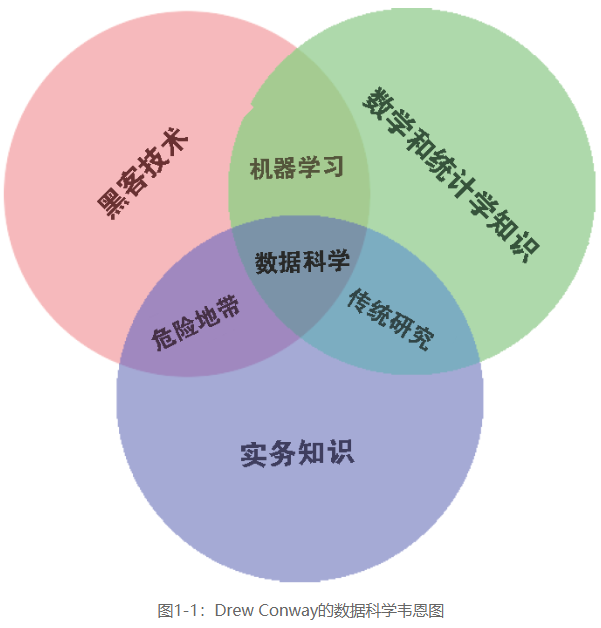 黑客技术
数学和统计学知识
机器学习
数据科学
危险地带
传统研究
实务知识
图1-1：Drew Conway的数据科学韦恩图